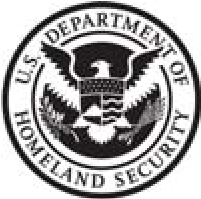 U.S. DEPARTMENT OF
HOMELAND SECURITY